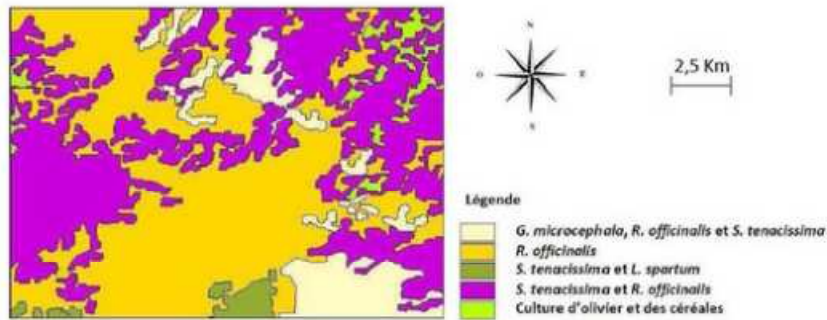 N
O
E
S
2,5 Km
Légende
G. microcephala, R. officinalis et S. tenacissima
R. officinalis
S. tenacissima et L. spartum
S. tenacissima et R. officinalis
Culture d'olivier et des céréales